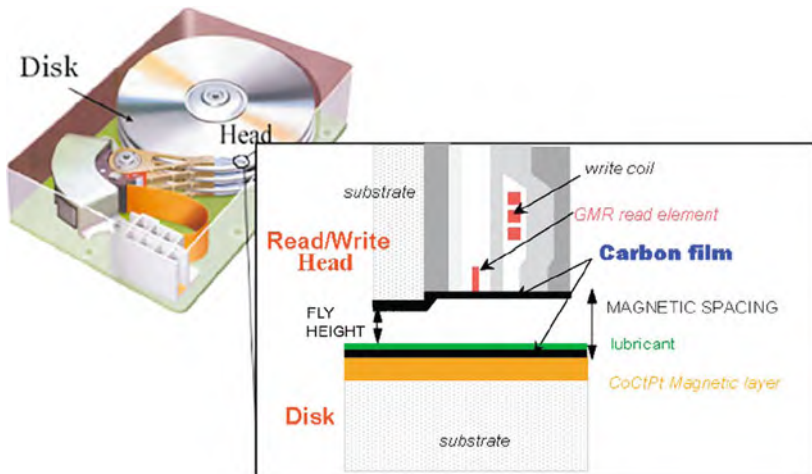 Disk
Head
substrate
write coil
GMR read element
Read/Write
Head
Carbon film
FLY
HEIGHT
MAGNETIC SPACING
lubricant
CoCtPt Magnetic layer
Disk
substrate